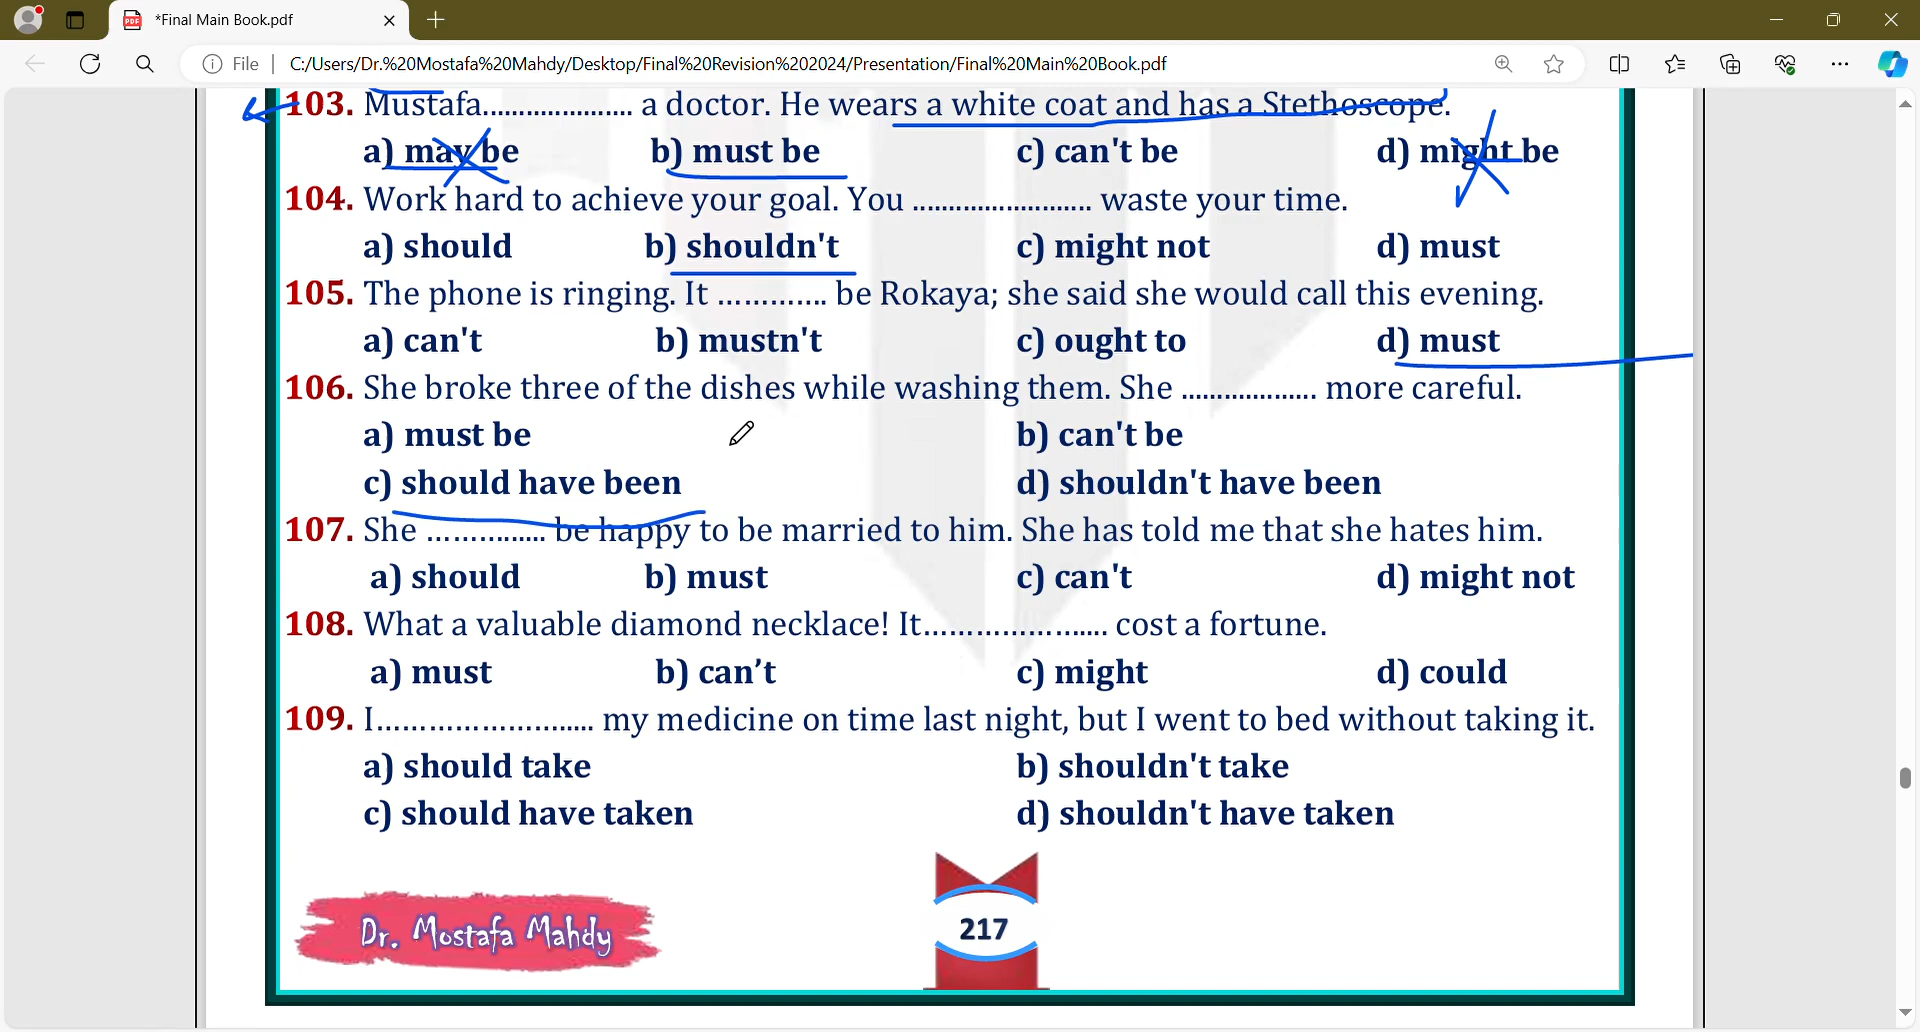 *Final Main Book.pdf
File | C:/Users/Dr.%20Mostafa%20Mahdy/Desktop/Final%20Revision%202024/Presentation/Final%20Main%20Book.pdf
103. Mustafa..................... a doctor. He wears a white coat and has a Stethoscope.
a) may be b) must be c) can't be d) might be
104. Work hard to achieve your goal. You .......................... waste your time.
a) should b) shouldn't c) might not d) must
105. The phone is ringing. It ............. be Rokaya; she said she would call this evening.
a) can't b) mustn't c) ought to d) must
106. She broke three of the dishes while washing them. She ................... more careful.
a) must be b) can't be
c) should have been d) shouldn't have been
107. She ................ be happy to be married to him. She has told me that she hates him.
a) should b) must c) can't d) might not
108. What a valuable diamond necklace! It......................... cost a fortune.
a) must b) can’t c) might d) could
109. I............................. my medicine on time last night, but I went to bed without taking it.
a) should take b) shouldn't take
c) should have taken d) shouldn't have taken
Dr. Mostafa Mahdy
217